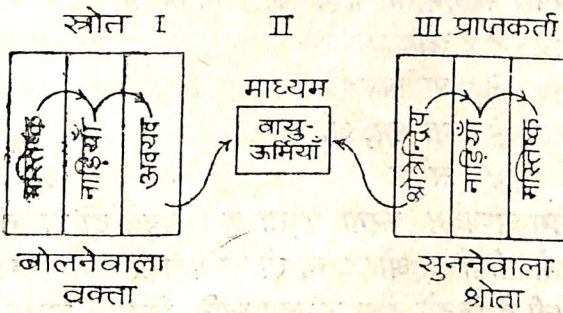 स्रोत I
II
III प्राप्तकर्ता
मस्तिष्क
नाड़ियाँ
अवयव
माध्यम
वायु-
ऊर्मियाँ
श्रोत्रेन्द्रिय
नाड़ियाँ
मस्तिष्क
बोलनेवाला
वक्ता
सुननेवाला
श्रोता